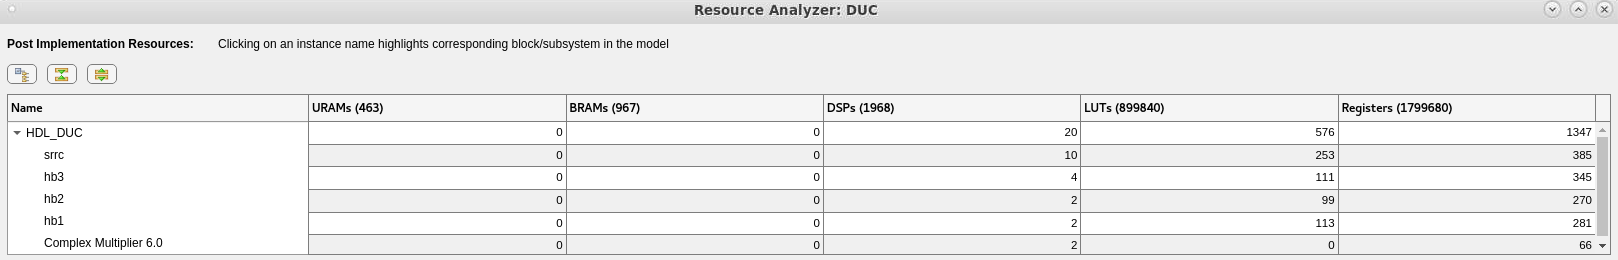 Resource Analyzer: DUC
Post Implementation Resources: Clicking on an instance name highlights corresponding block/subsystem in the model
Name URAMs (463) BRAMs (967) DSPs (1968) LUTs (899840) Registers (1799680)
HDL_DUC 0 0 20 576 1347
srrc 0 0 10 253 385
hb3 0 0 4 111 345
hb2 0 0 2 99 270
hb1 0 0 2 113 281
Complex Multiplier 6.0 0 0 2 0 66